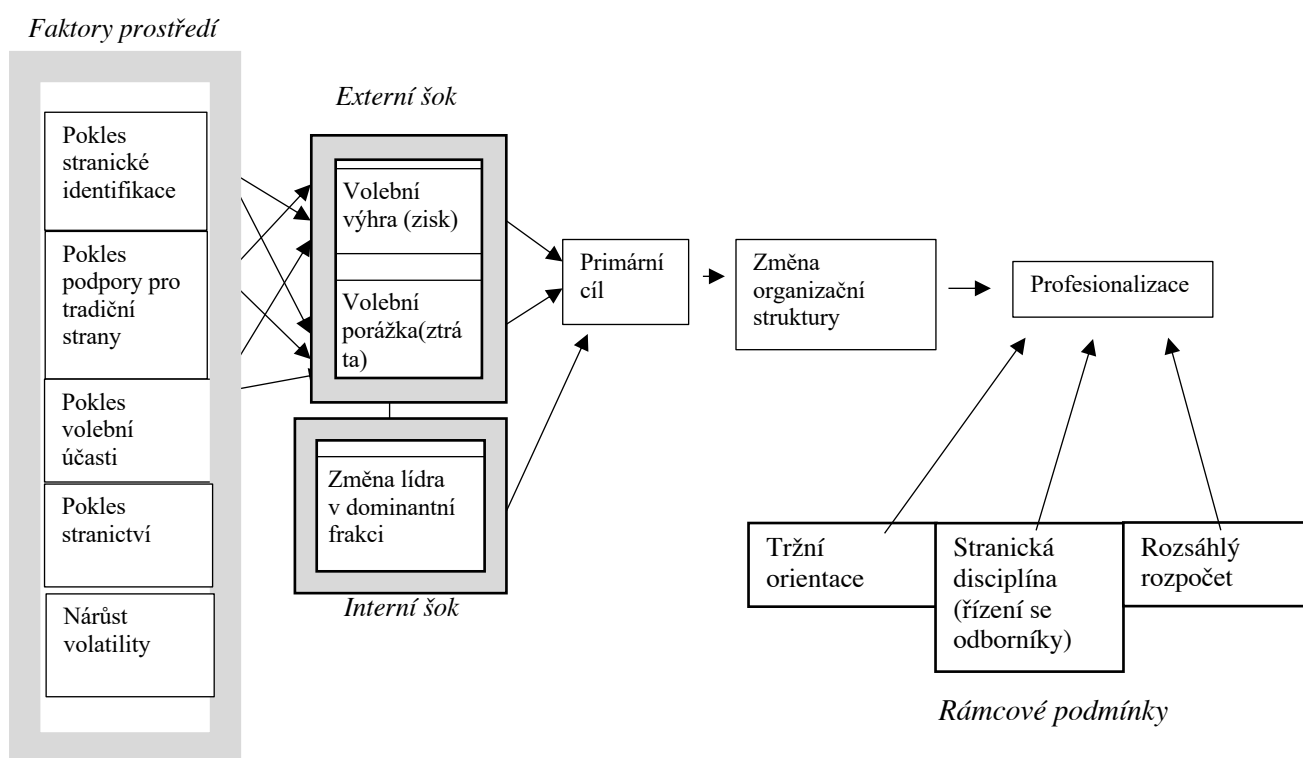 Faktory prostředí
Pokles
stranické
identifikace
Pokles
podpory pro
tradiční
strany
Pokles
volební
účasti
Pokles
stranictví
Nárůst
volatility
Externí šok
Volební
výhra (zisk)
Volební
porážka(ztrá
ta)
Změna lídra
v dominantní
frakci
Interní šok
Primární
cíl
Změna
organizační
struktury
Profesionalizace
Tržní
orientace
Stranická
disciplína
(řízení se
odborníky)
Rozsáhlý
rozpočet
Rámcové podmínky